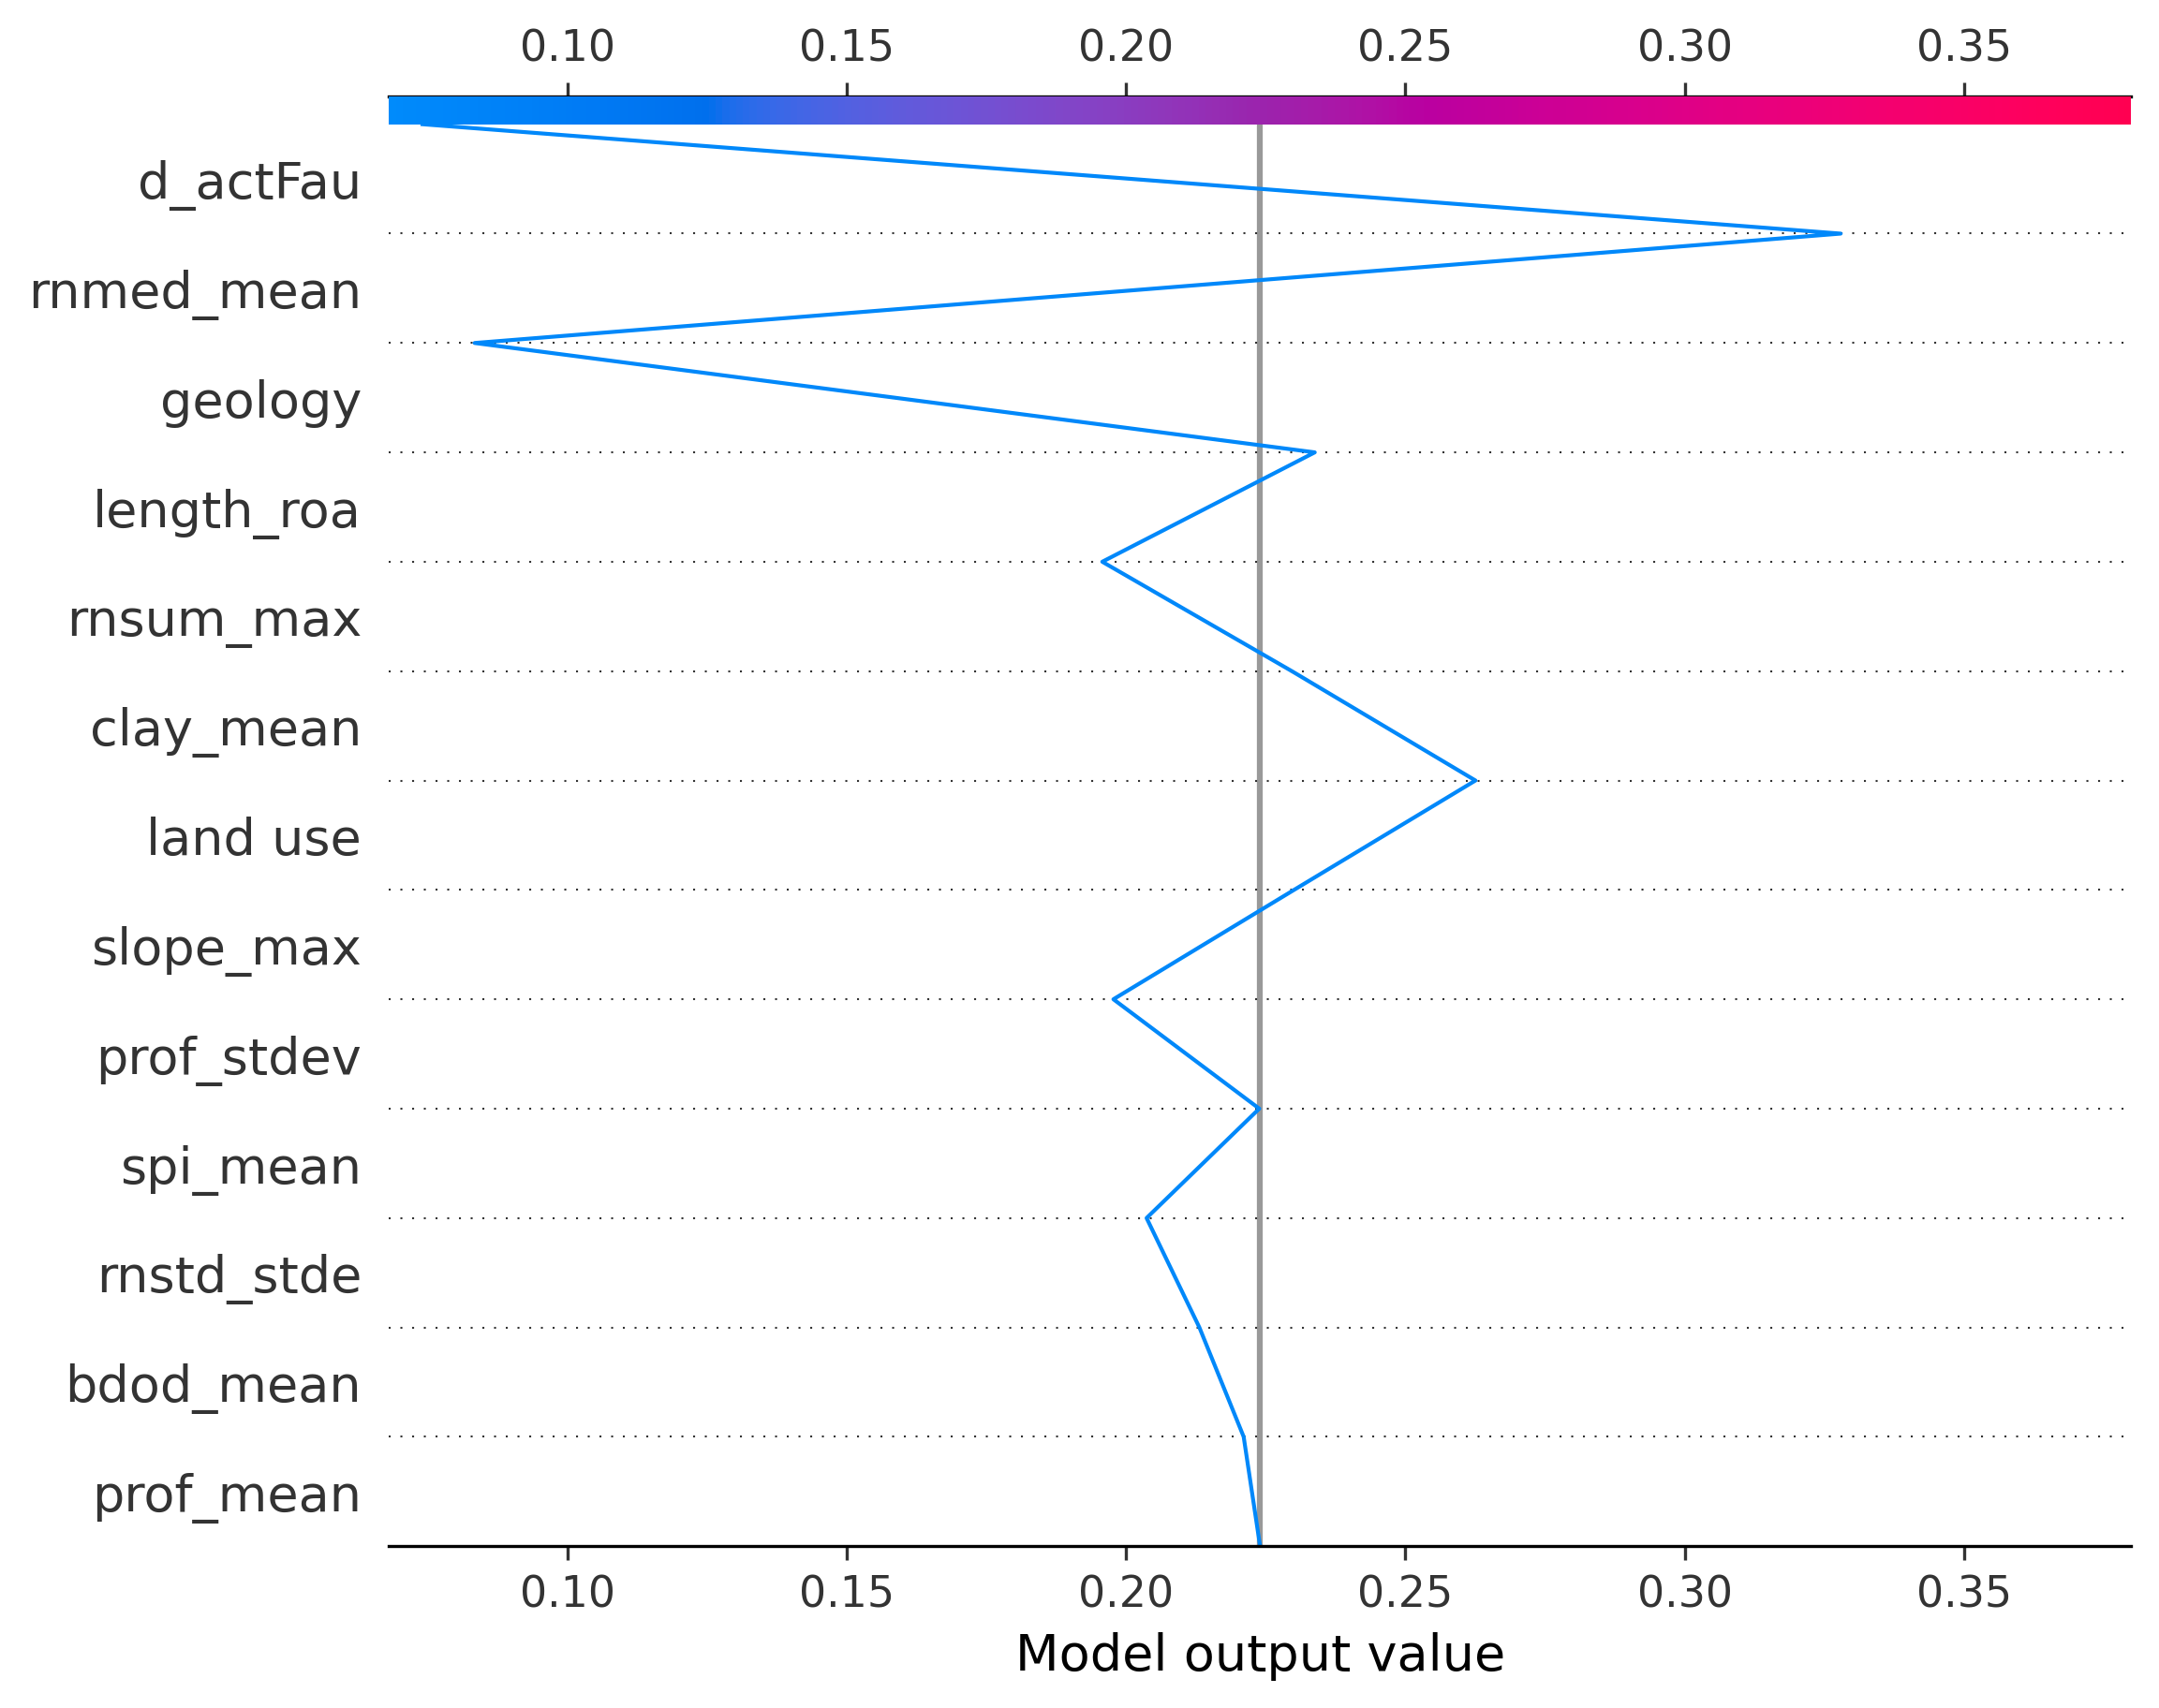 0.10 0.15 0.20 0.25 0.30 0.35
d_actFau
rnmed_mean
geology
length_roa
rnsum_max
clay_mean
land use
slope_max
prof_stdev
spi_mean
rnstd_stde
bdod_mean
prof_mean
0.10 0.15 0.20 0.25 0.30 0.35
Model output value